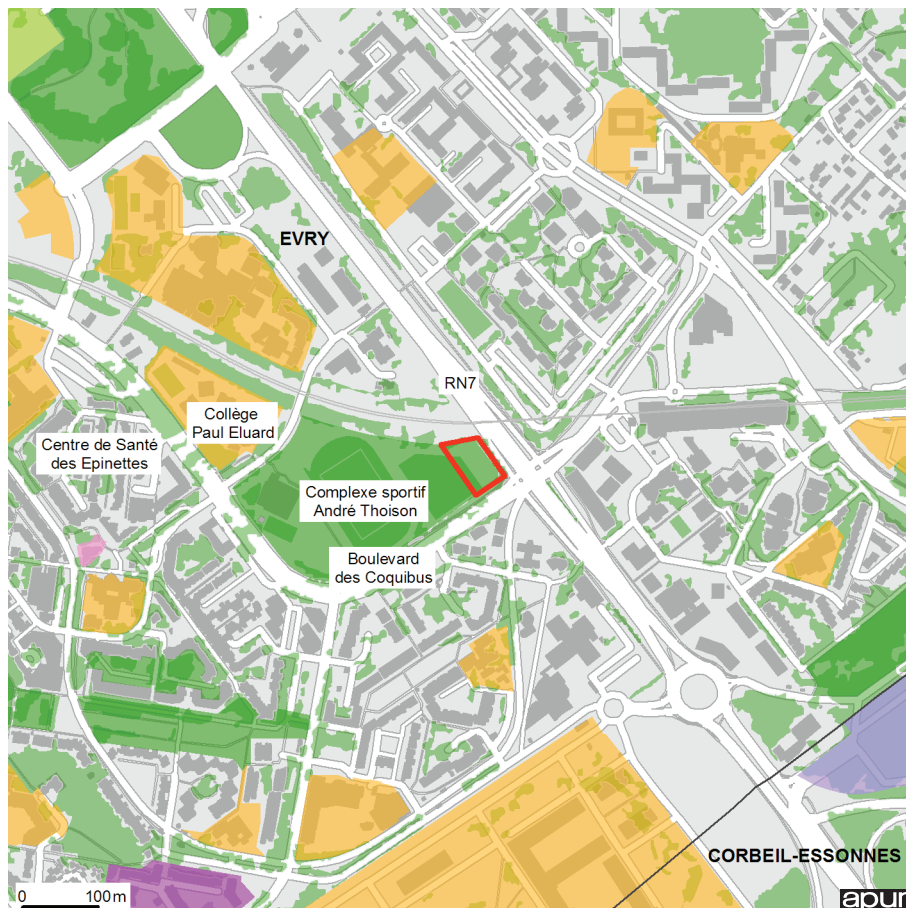 EVRY
RN7
Collège
Paul Eluard
Centre de Santé
des Epinettes
Complexe sportif
André Thoison
Boulevard
des Coquibus
CORBEIL-ESSONNES
0 100 m
apur